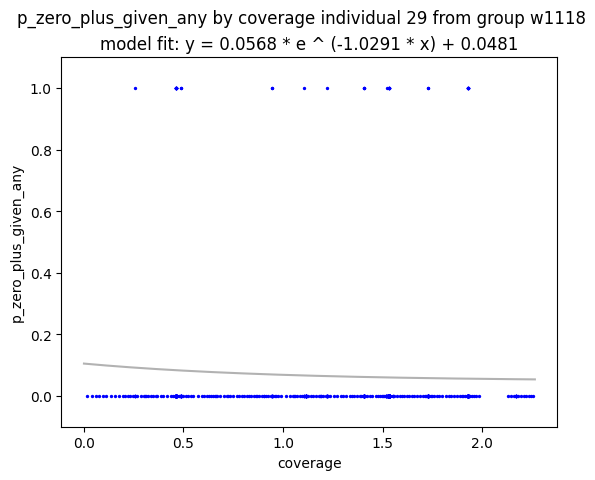 p_zero_plus_given_any by coverage individual 29 from group w1118
model fit: y = 0.0568 * e ^ (-1.0291 * x) + 0.0481
1.0
0.8
0.6
0.4
0.2
0.0
p_zero_plus_given_any
0.0 0.5 1.0 1.5 2.0
coverage